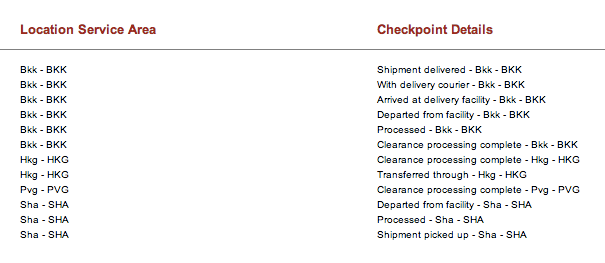 Location Service Area Checkpoint Details
Bkk - BKK Shipment delivered - Bkk - BKK
Bkk - BKK With delivery courier - Bkk - BKK
Bkk - BKK Arrived at delivery facility - Bkk - BKK
Bkk - BKK Departed from facility - Bkk - BKK
Bkk - BKK Processed - Bkk - BKK
Bkk - BKK Clearance processing complete - Bkk - BKK
Hkg - HKG Clearance processing complete - Hkg - HKG
Hkg - HKG Transferred through - Hkg - HKG
Pvg - PVG Clearance processing complete - Pvg - PVG
Sha - SHA Departed from facility - Sha - SHA
Sha - SHA Processed - Sha - SHA
Sha - SHA Shipment picked up - Sha - SHA